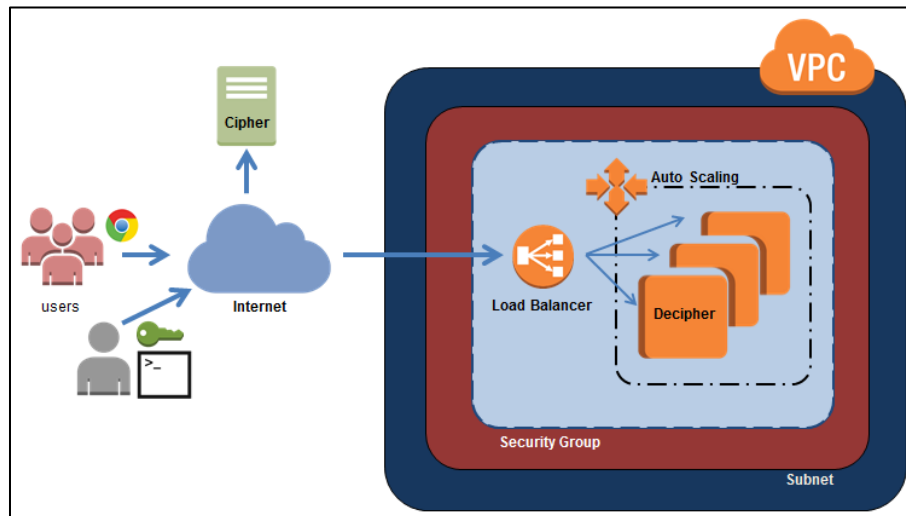 VPC
Cipher
Auto Scaling
users
Internet
Load Balancer
Decipher
>_
Security Group
Subnet